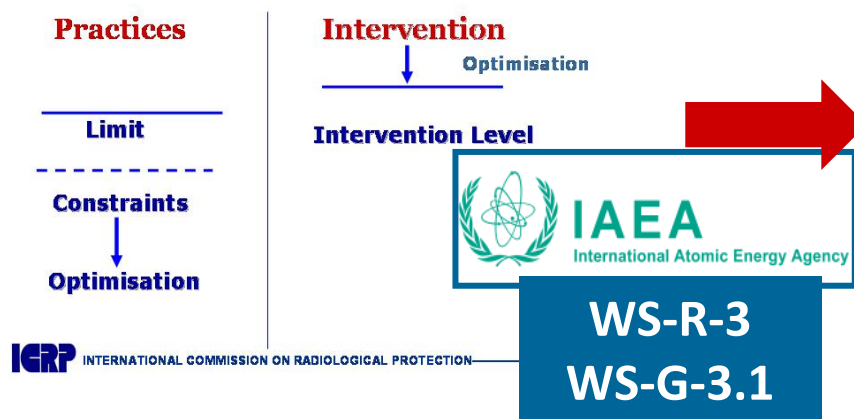 Practices
Limit
Constraints
Optimisation
Intervention
Optimisation
Intervention Level
IAEA
International Atomic Energy Agency
WS-R-3
WS-G-3.1
ICRP INTERNATIONAL COMMISSION ON RADIOLOGICAL PROTECTION